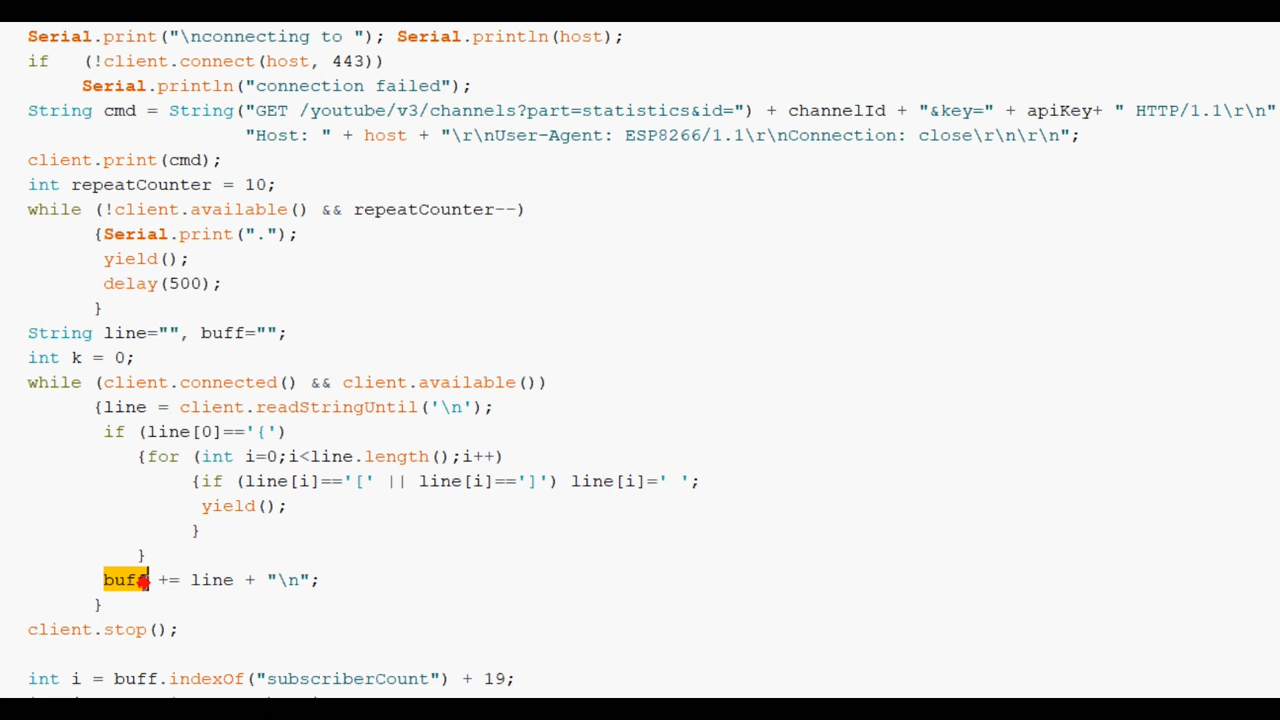 Serial.print("\nconnecting to "); Serial.println(host);
if   (!client.connect(host, 443))
     Serial.println("connection failed");
String cmd = String("GET /youtube/v3/channels?part=statistics&id=") + channelId + "&key=" + apiKey+ " HTTP/1.1\r\n"
"Host: " + host + "\r\nUser-Agent: ESP8266/1.1\r\nConnection: close\r\n\r\n";
client.print(cmd);
int repeatCounter = 10;
while (!client.available() && repeatCounter--)
{Serial.print(".");
yield();
delay(500);
}
String line="", buff="";
int k = 0;
while (client.connected() && client.available())
{line = client.readStringUntil('\n');
if (line[0]=='{')
{for (int i=0;i<line.length();i++)
{if (line[i]=='[' || line[i]==']') line[i]=' ';
yield();
}
}
buff += line + "\n";
}
client.stop();
int i = buff.indexOf("subscriberCount") + 19;